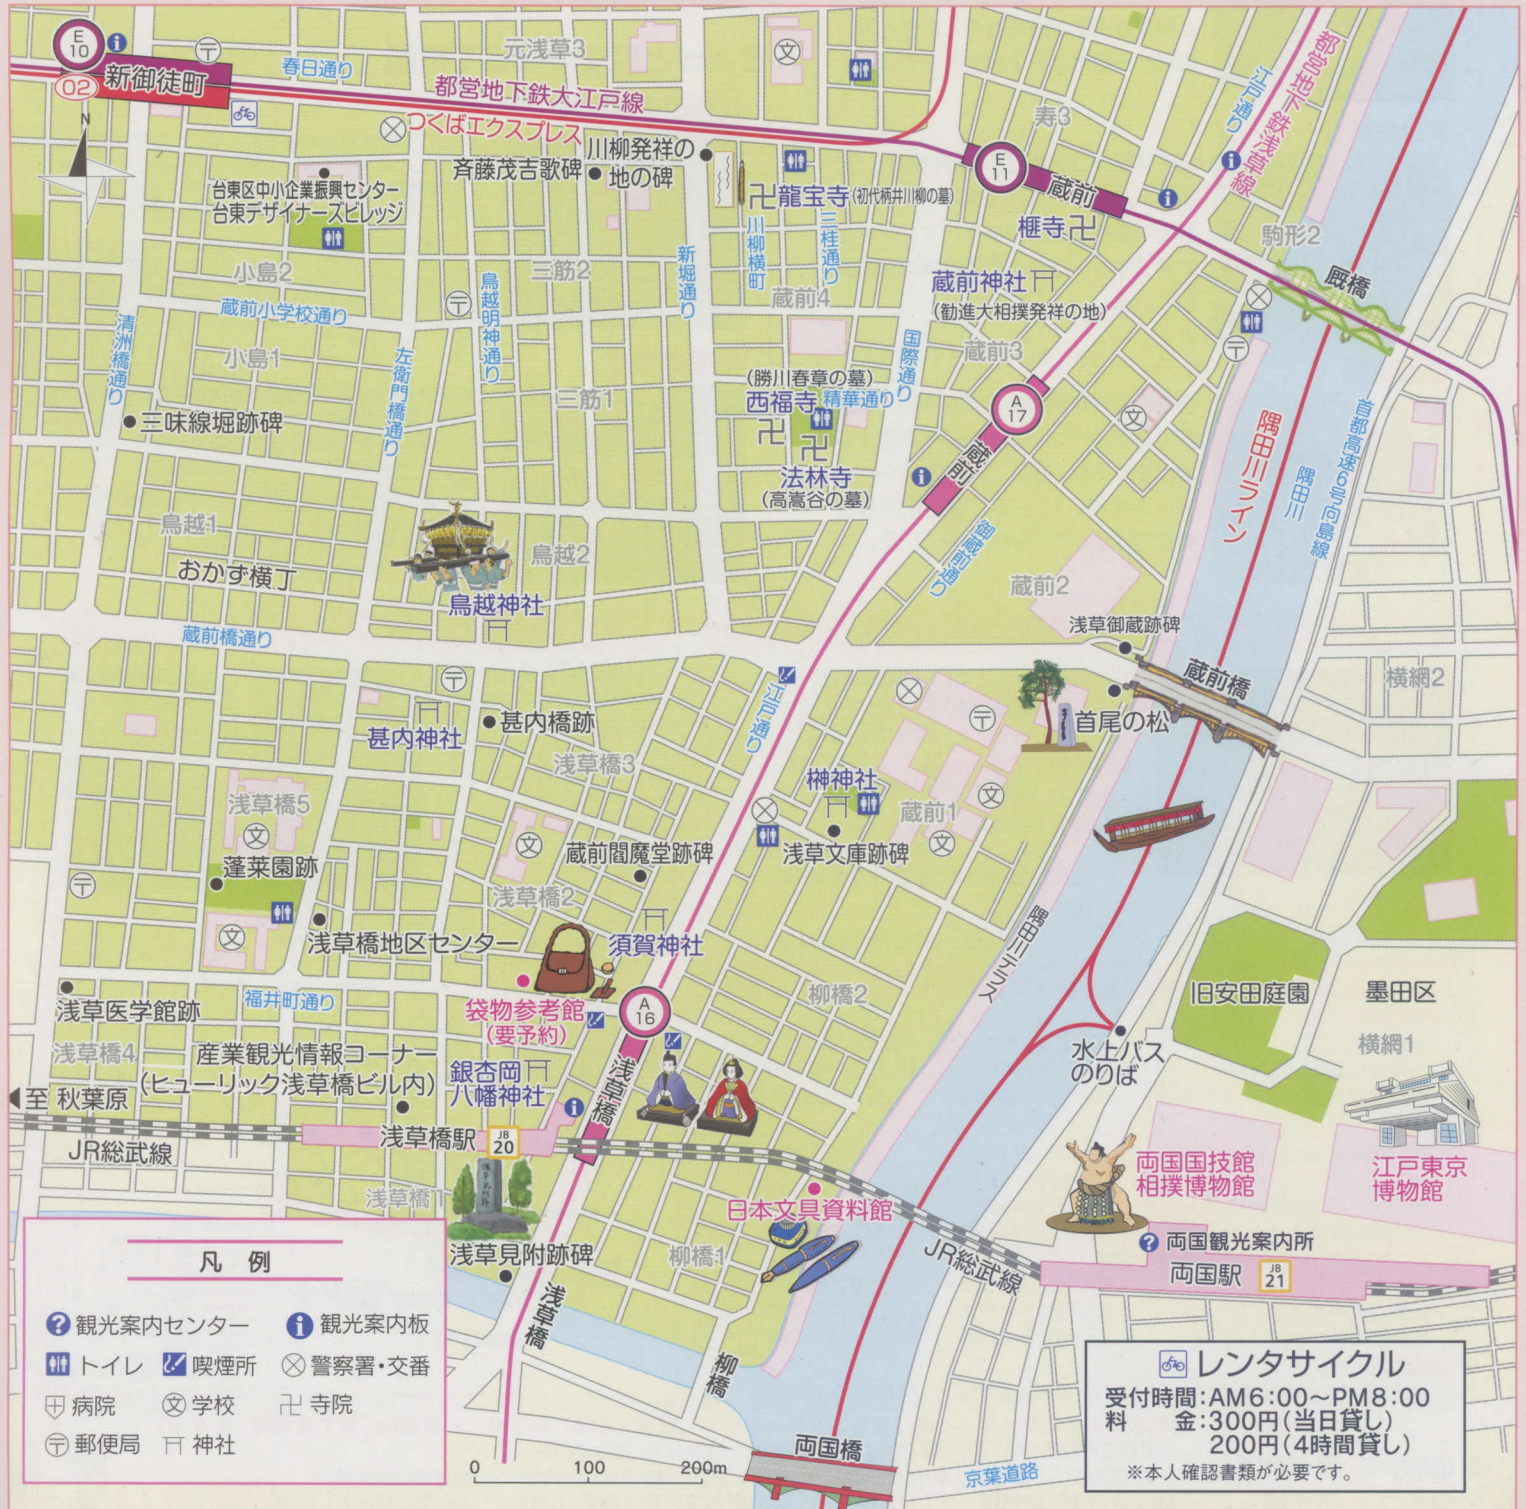 E
10
02
新御徒町
N
春日通り
元浅草3
都営地下鉄大江戸線
つくばエクスプレス
都営地下鉄浅草線
江戸通り
寿3
E
11
蔵前
斉藤茂吉歌碑
川柳発祥の
地の碑
台東区中小企業振興センター
台東デザイナーズビレッジ
龍宝寺(初代柄井川柳の墓)
榧寺
駒形2
厩橋
川柳横町
三桂通り
新堀通り
小島2
三筋2
鳥越明神通り
蔵前小学校通り
蔵前4
蔵前神社
(勧進大相撲発祥の地)
清洲橋通り
小島1
左衛門橋通り
国際通り
蔵前3
(勝川春章の墓)
西福寺
精華通り
三筋1
A
17
蔵前
三味線堀跡碑
法林寺
(高嵩谷の墓)
隅田川ライン
隅田川
首都高速6号向島線
鳥越1
鳥越2
おかず横丁
鳥越神社
御蔵前通り
蔵前2
浅草御蔵跡碑
蔵前橋通り
蔵前橋
横網2
首尾の松
江戸通り
甚内神社
甚内橋跡
浅草橋3
榊神社
蔵前1
浅草文庫跡碑
浅草橋5
蓬莱園跡
蔵前閻魔堂跡碑
浅草橋2
浅草橋地区センター
須賀神社
隅田川テラス
旧安田庭園
墨田区
横網1
浅草医学館跡
福井町通り
袋物参考館
(要予約)
A
16
浅草橋
柳橋2
水上バス
のりば
浅草橋4
産業観光情報コーナー
(ヒューリック浅草橋ビル内)
銀杏岡
八幡神社
至 秋葉原
浅草橋駅
JB
20
JR総武線
浅草橋1
両国国技館
相撲博物館
江戸東京
博物館
日本文具資料館
浅草見附跡碑
柳橋1
JR総武線
両国観光案内所
両国駅
JB
21
浅草橋
柳橋
両国橋
京葉道路
凡 例
観光案内センター
観光案内板
トイレ
喫煙所
警察署・交番
病院
学校
寺院
郵便局
神社
0 100 200m
レンタサイクル
受付時間:AM6:00～PM8:00
料 金:300円(当日貸し)
200円(4時間貸し)
※本人確認書類が必要です。